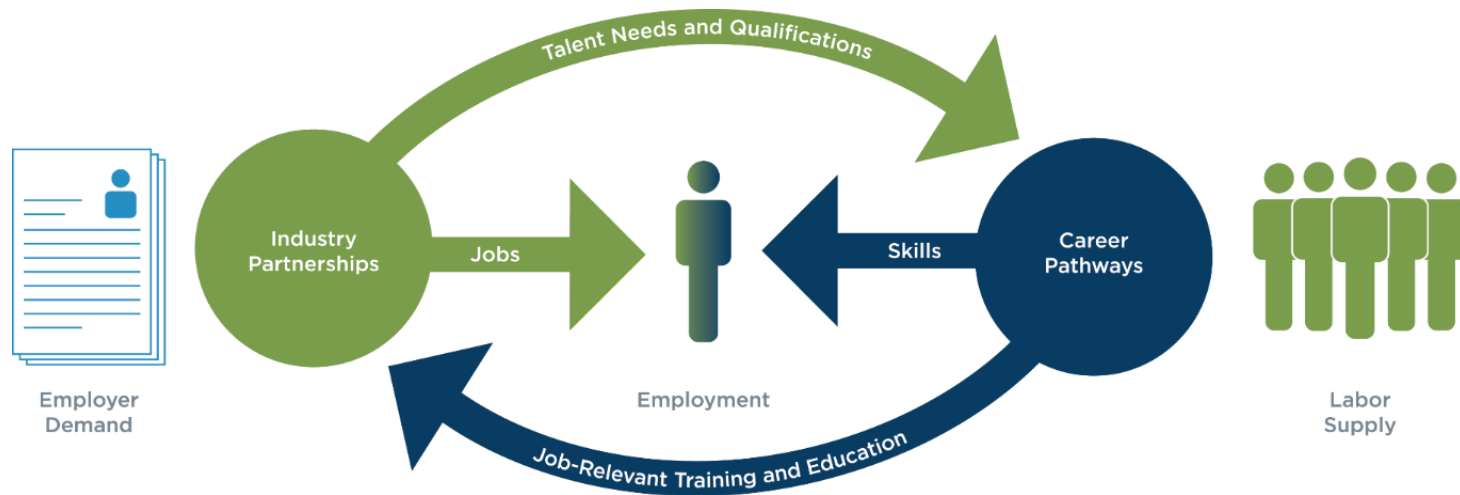 Talent Needs and Qualifications
Industry
Partnerships
Jobs
Skills
Career
Pathways
Employer
Demand
Employment
Labor
Supply
Job-Relevant Training and Education